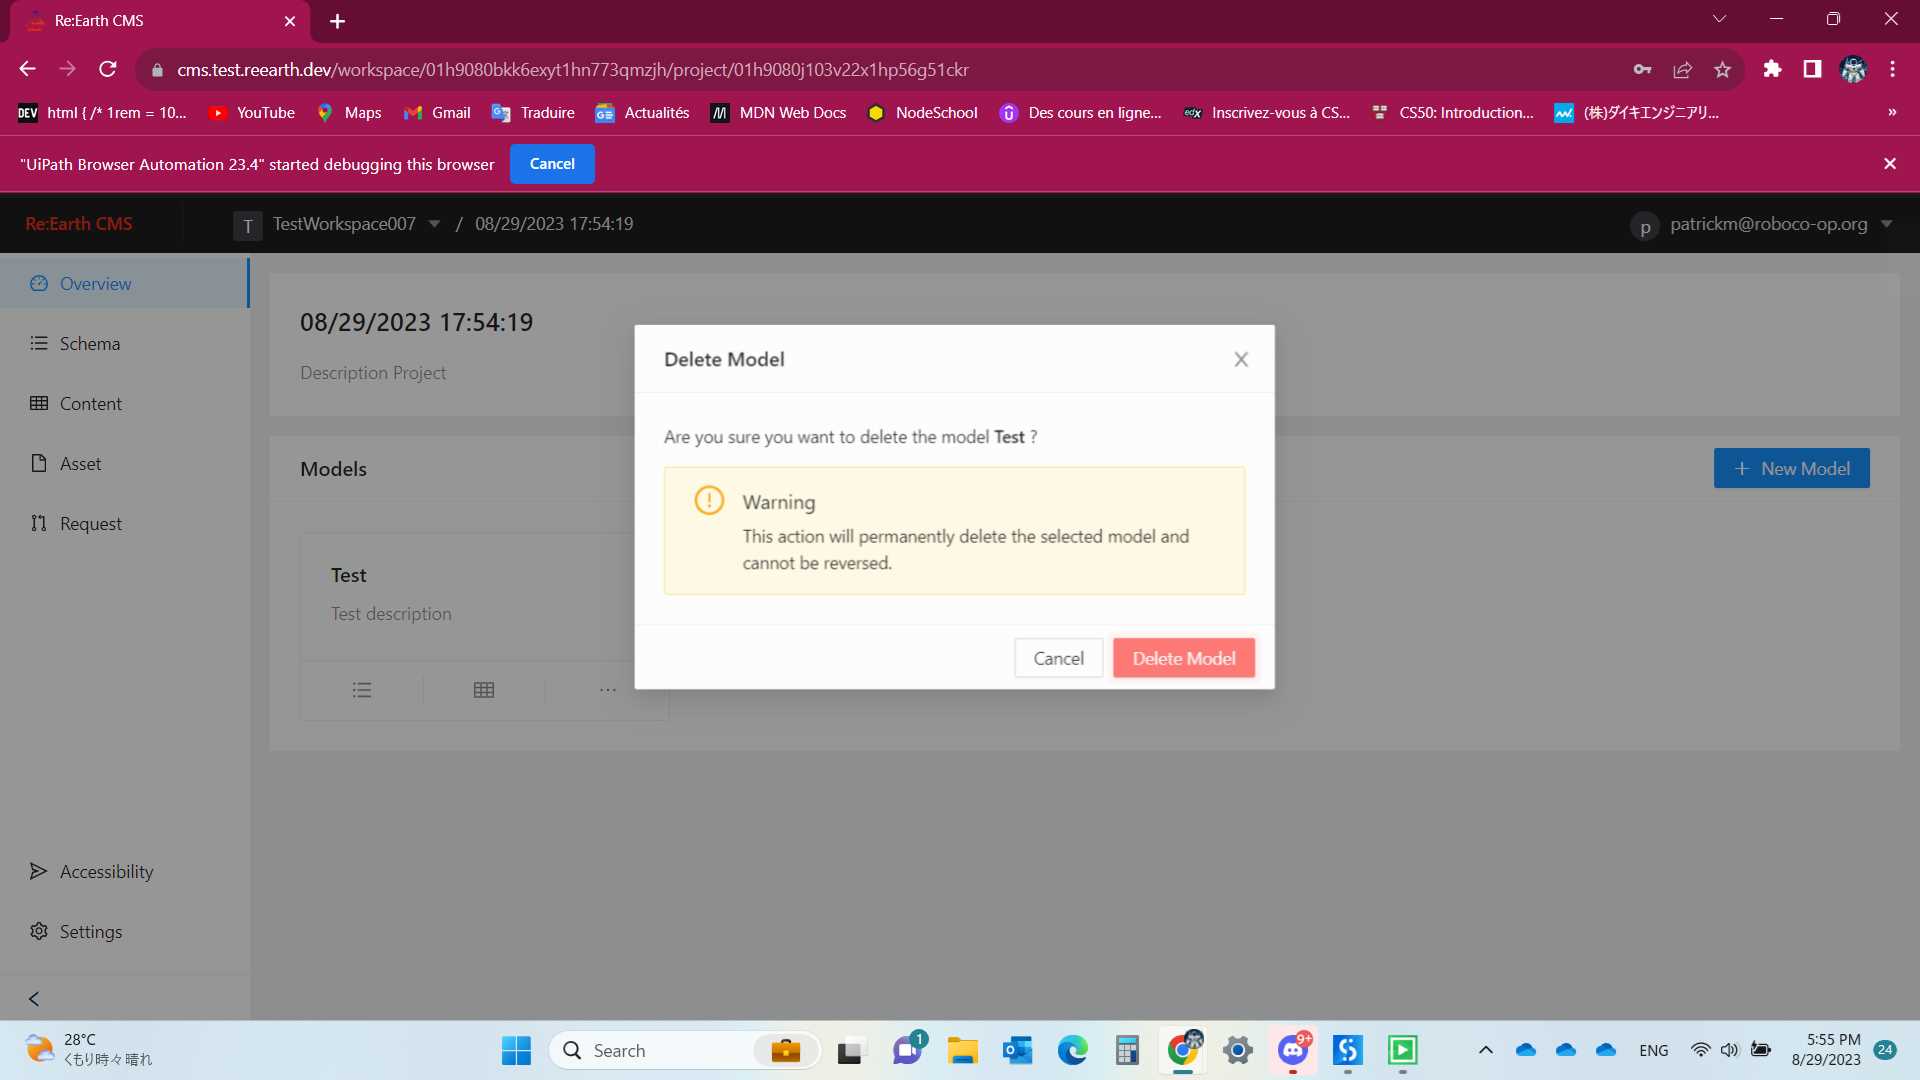 Re:Earth CMS
cms.test.reearth.dev/workspace/01h9080bkk6exyt1hn773qmzjh/project/01h9080j103v22x1hp56g51ckr
DEV html { /* 1rem = 10... YouTube Maps Gmail Traduire Actualités MDN Web Docs NodeSchool Des cours en ligne... edX Inscrivez-vous à CS... CS50: Introduction... (株)ダイキエンジニアリ... »
"UiPath Browser Automation 23.4" started debugging this browser Cancel
Re:Earth CMS T TestWorkspace007 / 08/29/2023 17:54:19 p patrickm@roboco-op.org
Overview
Schema
Content
Asset
Request
Accessibility
Settings
08/29/2023 17:54:19
Description Project
Models
+ New Model
Test
Test description
Delete Model
Are you sure you want to delete the model Test ?
Warning
This action will permanently delete the selected model and
cannot be reversed.
Cancel Delete Model
28°C
くもり時々晴れ
Search
1
9+
ENG
5:55 PM
8/29/2023
24